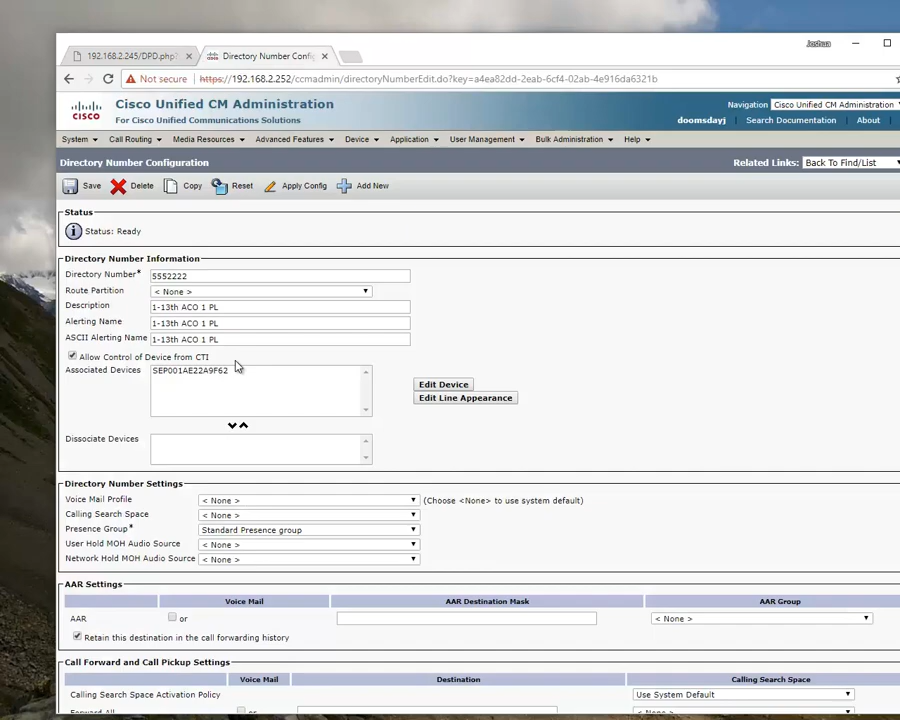 Joshua
192.168.2.245/DPD.php?
Directory Number Config
Not secure https://192.168.2.252/ccmadmin/directoryNumberEdit.do?key=a4ea82dd-2eab-6cf4-02ab-4e916da6321b
CISCO
Cisco Unified CM Administration
For Cisco Unified Communications Solutions
Navigation Cisco Unified CM Administration
doomsdayj Search Documentation About
System Call Routing Media Resources Advanced Features Device Application User Management Bulk Administration Help
Directory Number Configuration
Related Links: Back To Find/List
Save Delete Copy Reset Apply Config Add New
Status
Status: Ready
Directory Number Information
Directory Number* 5552222
Route Partition < None >
Description 1-13th ACO 1 PL
Alerting Name 1-13th ACO 1 PL
ASCII Alerting Name 1-13th ACO 1 PL
Allow Control of Device from CTI
Associated Devices SEP001AE22A9F62
Edit Device
Edit Line Appearance
Dissociate Devices
Directory Number Settings
Voice Mail Profile < None > (Choose <None> to use system default)
Calling Search Space < None >
Presence Group* Standard Presence group
User Hold MOH Audio Source < None >
Network Hold MOH Audio Source < None >
AAR Settings
Voice Mail AAR Destination Mask AAR Group
AAR or < None >
Retain this destination in the call forwarding history
Call Forward and Call Pickup Settings
Voice Mail Destination Calling Search Space
Calling Search Space Activation Policy Use System Default
Forward All or < None >